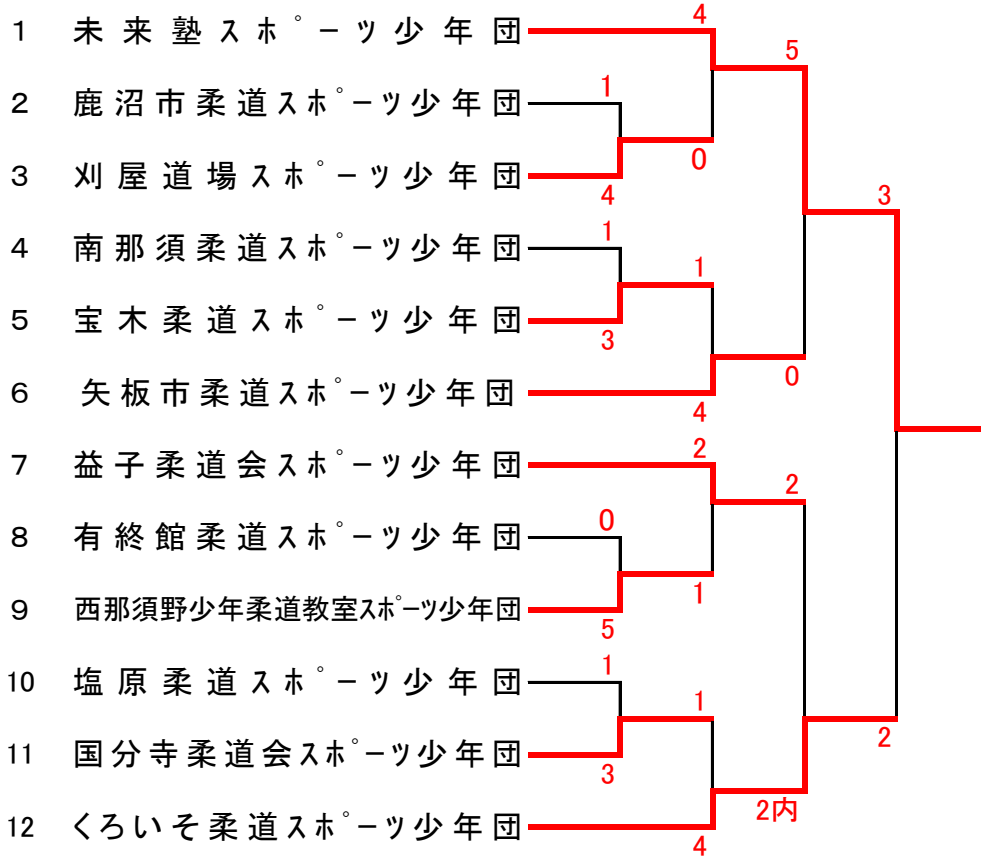 4
1 未来塾スポーツ少年団
5
1
2 鹿沼市柔道スポーツ少年団
0
3 刈屋道場スポーツ少年団
4
3
1
4 南那須柔道スポーツ少年団
1
5 宝木柔道スポーツ少年団
3
0
6 矢板市柔道スポーツ少年団
4
7 益子柔道会スポーツ少年団
2
2
0
8 有終館柔道スポーツ少年団
1
9 西那須野少年柔道教室スポーツ少年団
5
1
10 塩原柔道スポーツ少年団
1
2
11 国分寺柔道会スポーツ少年団
3
2内
12 くろいそ柔道スポーツ少年団
4